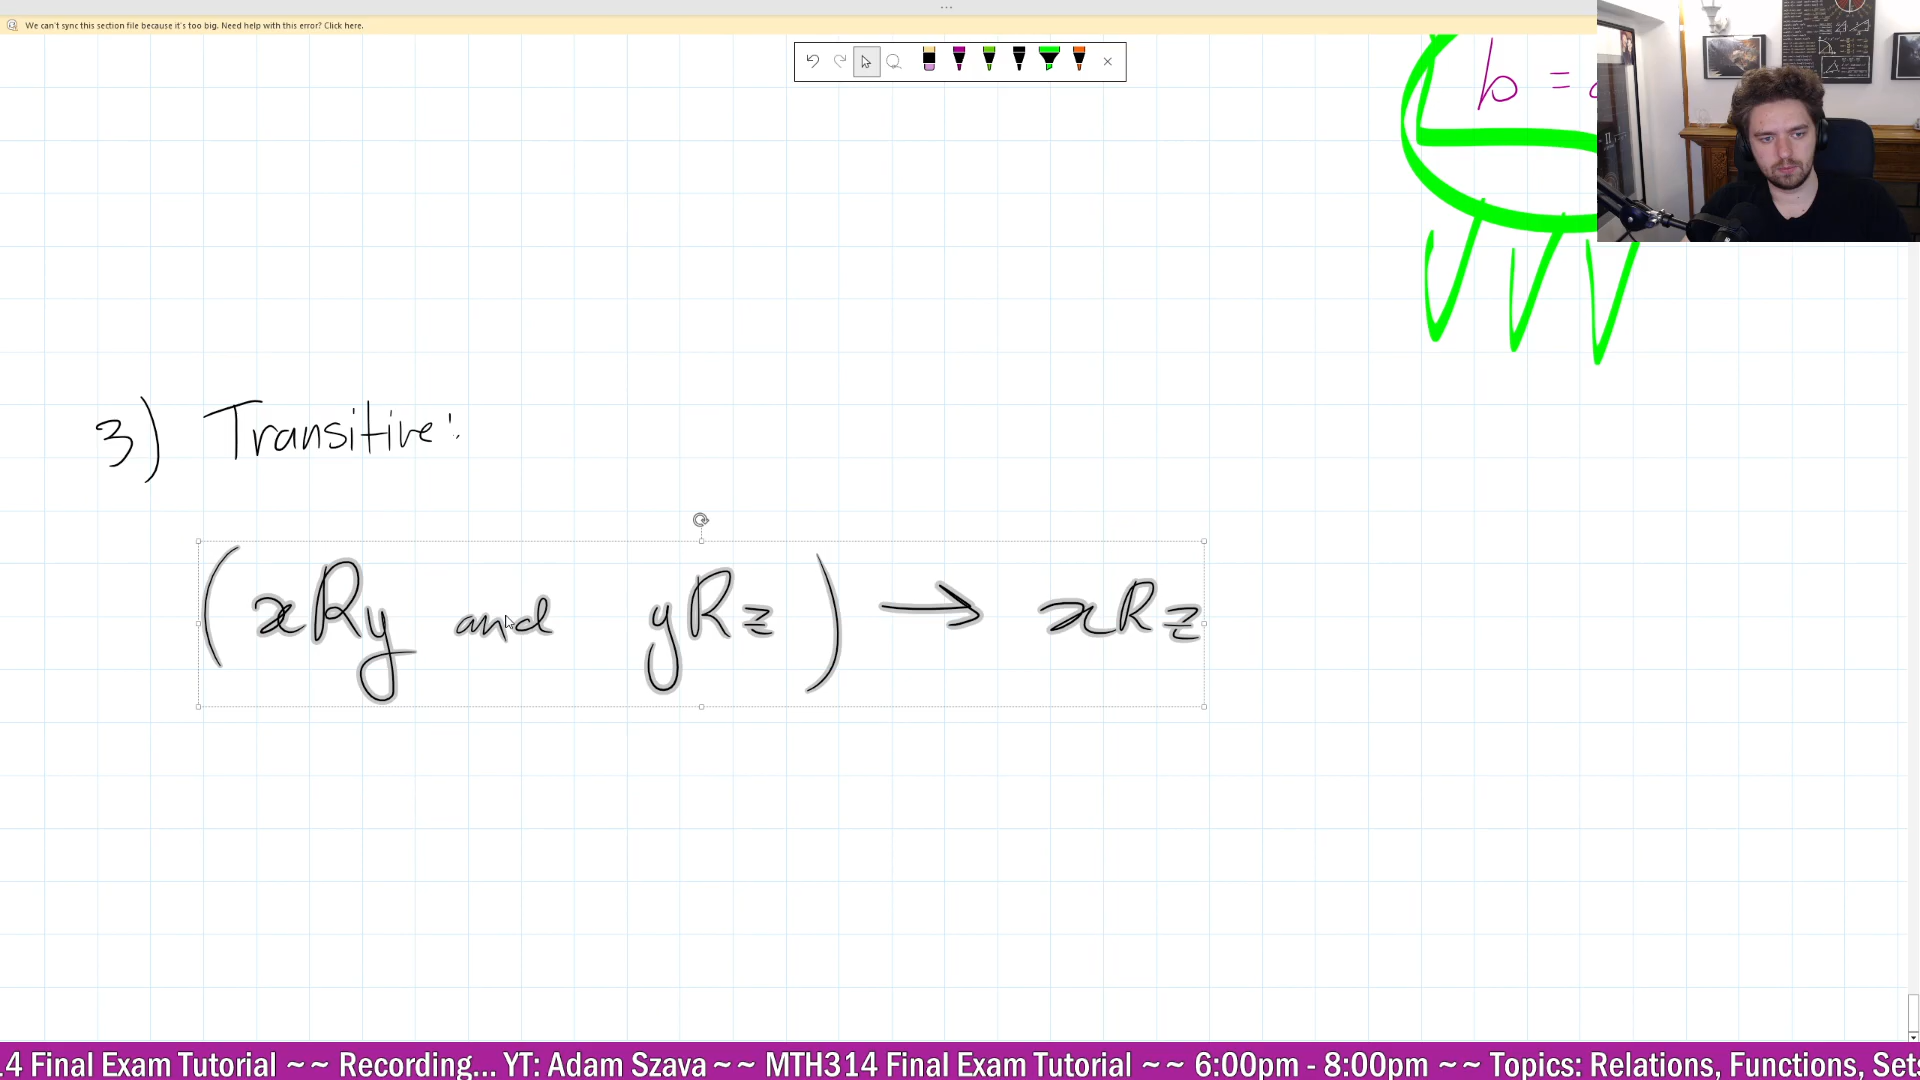 We can't sync this section file because it's too big. Need help with this error? Click here.
b =
3) Transitive:
(xRy and yRz) → xRz
.4 Final Exam Tutorial ~~ Recording... YT: Adam Szava ~~ MTH314 Final Exam Tutorial ~~ 6:00pm - 8:00pm ~~ Topics: Relations, Functions, Sets